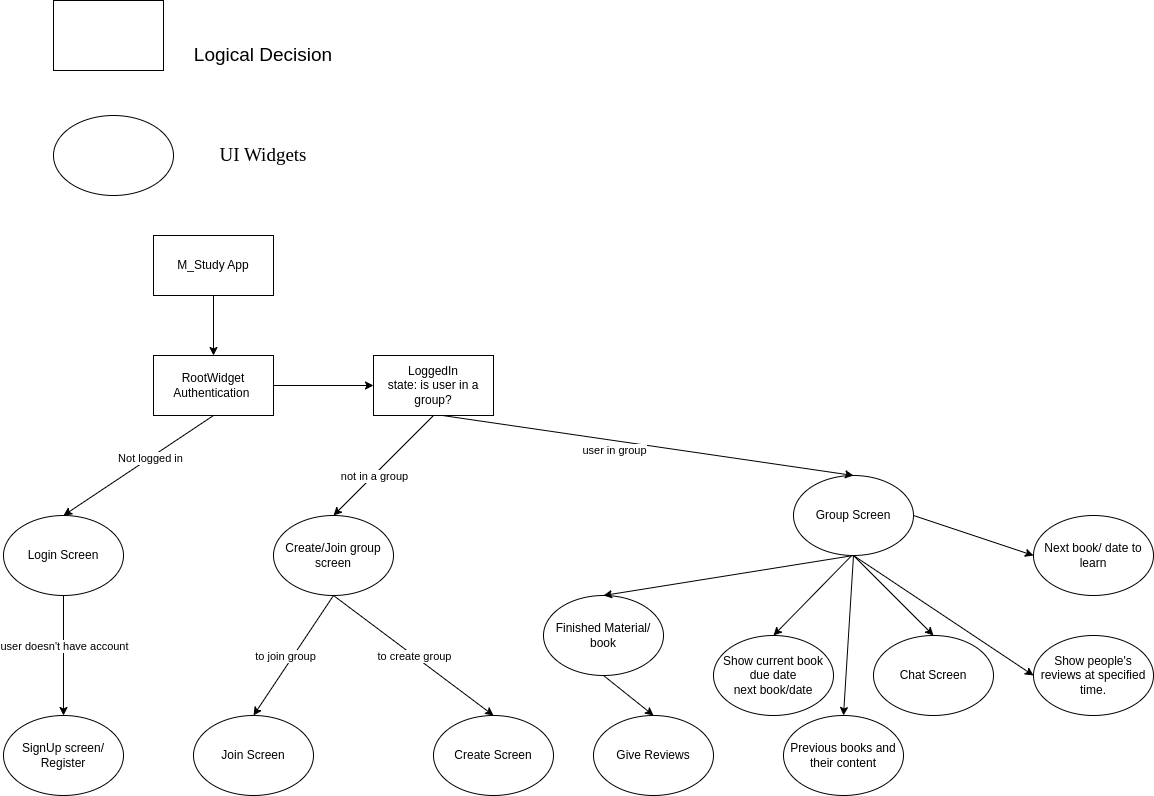 Logical Decision
UI Widgets
M_Study App
RootWidget
Authentication
LoggedIn
state: is user in a
group?
Not logged in
not in a group
user in group
Login Screen
Create/Join group
screen
Group Screen
Next book/ date to
learn
user doesn't have account
to join group
to create group
Finished Material/
book
Show current book
due date
next book/date
Chat Screen
Show people's
reviews at specified
time.
SignUp screen/
Register
Join Screen
Create Screen
Give Reviews
Previous books and
their content